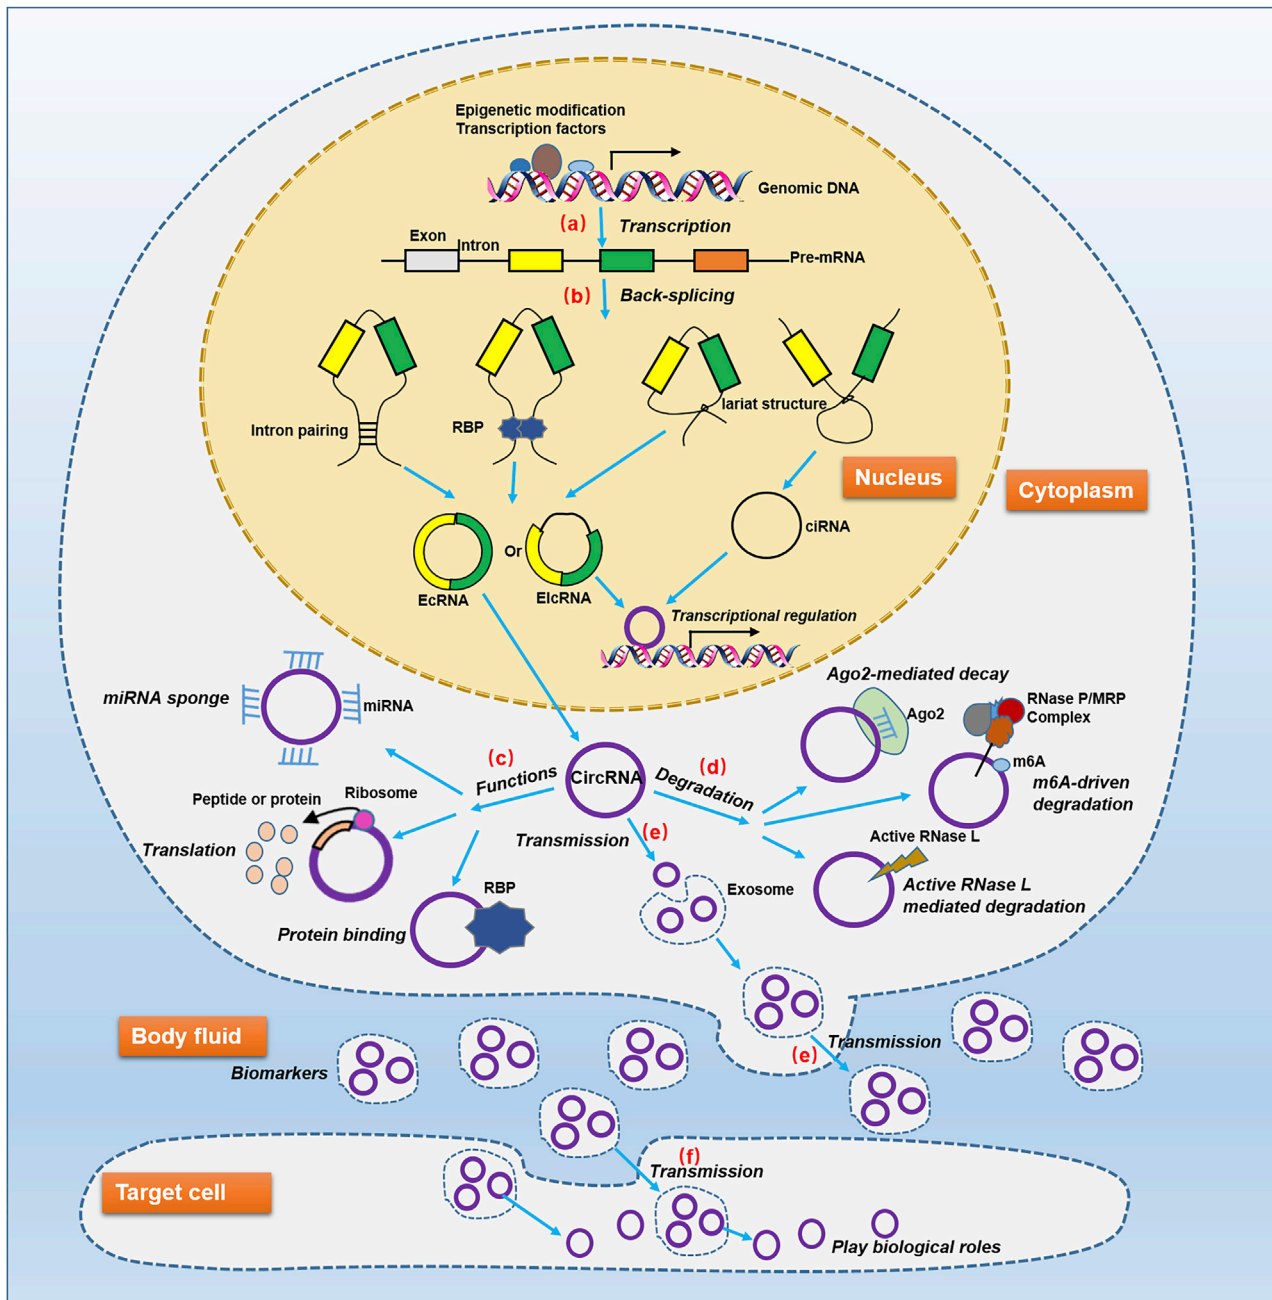 Epigenetic modification
Transcription factors
Genomic DNA
(a)
Transcription
Exon
Intron
Pre-mRNA
(b)
Back-splicing
Intron pairing
RBP
lariat structure
Nucleus
Cytoplasm
EcRNA
Or
ElcRNA
ciRNA
Transcriptional regulation
miRNA sponge
miRNA
Ago2-mediated decay
Ago2
RNase P/MRP
Complex
m6A
m6A-driven
degradation
(c)
Functions
CircRNA
(d)
Degradation
Peptide or protein
Ribosome
Translation
Transmission
(e)
Active RNase L
Active RNase L
mediated degradation
Exosome
RBP
Protein binding
Body fluid
Biomarkers
(e)
Transmission
(f)
Transmission
Target cell
Play biological roles